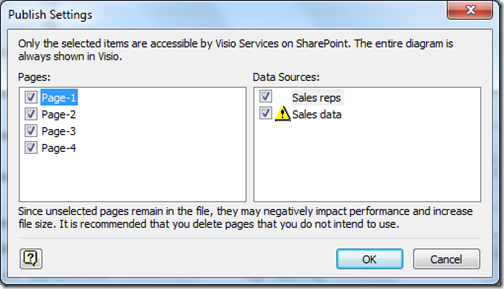 Publish Settings
Only the selected items are accessible by Visio Services on SharePoint. The entire diagram is
always shown in Visio.
Pages:
Data Sources:
Page-1
Page-2
Page-3
Page-4
Sales reps
Sales data
Since unselected pages remain in the file, they may negatively impact performance and increase
file size. It is recommended that you delete pages that you do not intend to use.
OK
Cancel